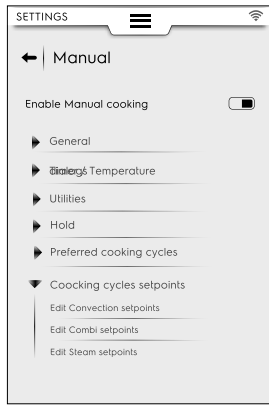 SETTINGS
Manual
Enable Manual cooking
General
Temperature
Utilities
Hold
Preferred cooking cycles
Coocking cycles setpoints
Edit Convection setpoints
Edit Combi setpoints
Edit Steam setpoints